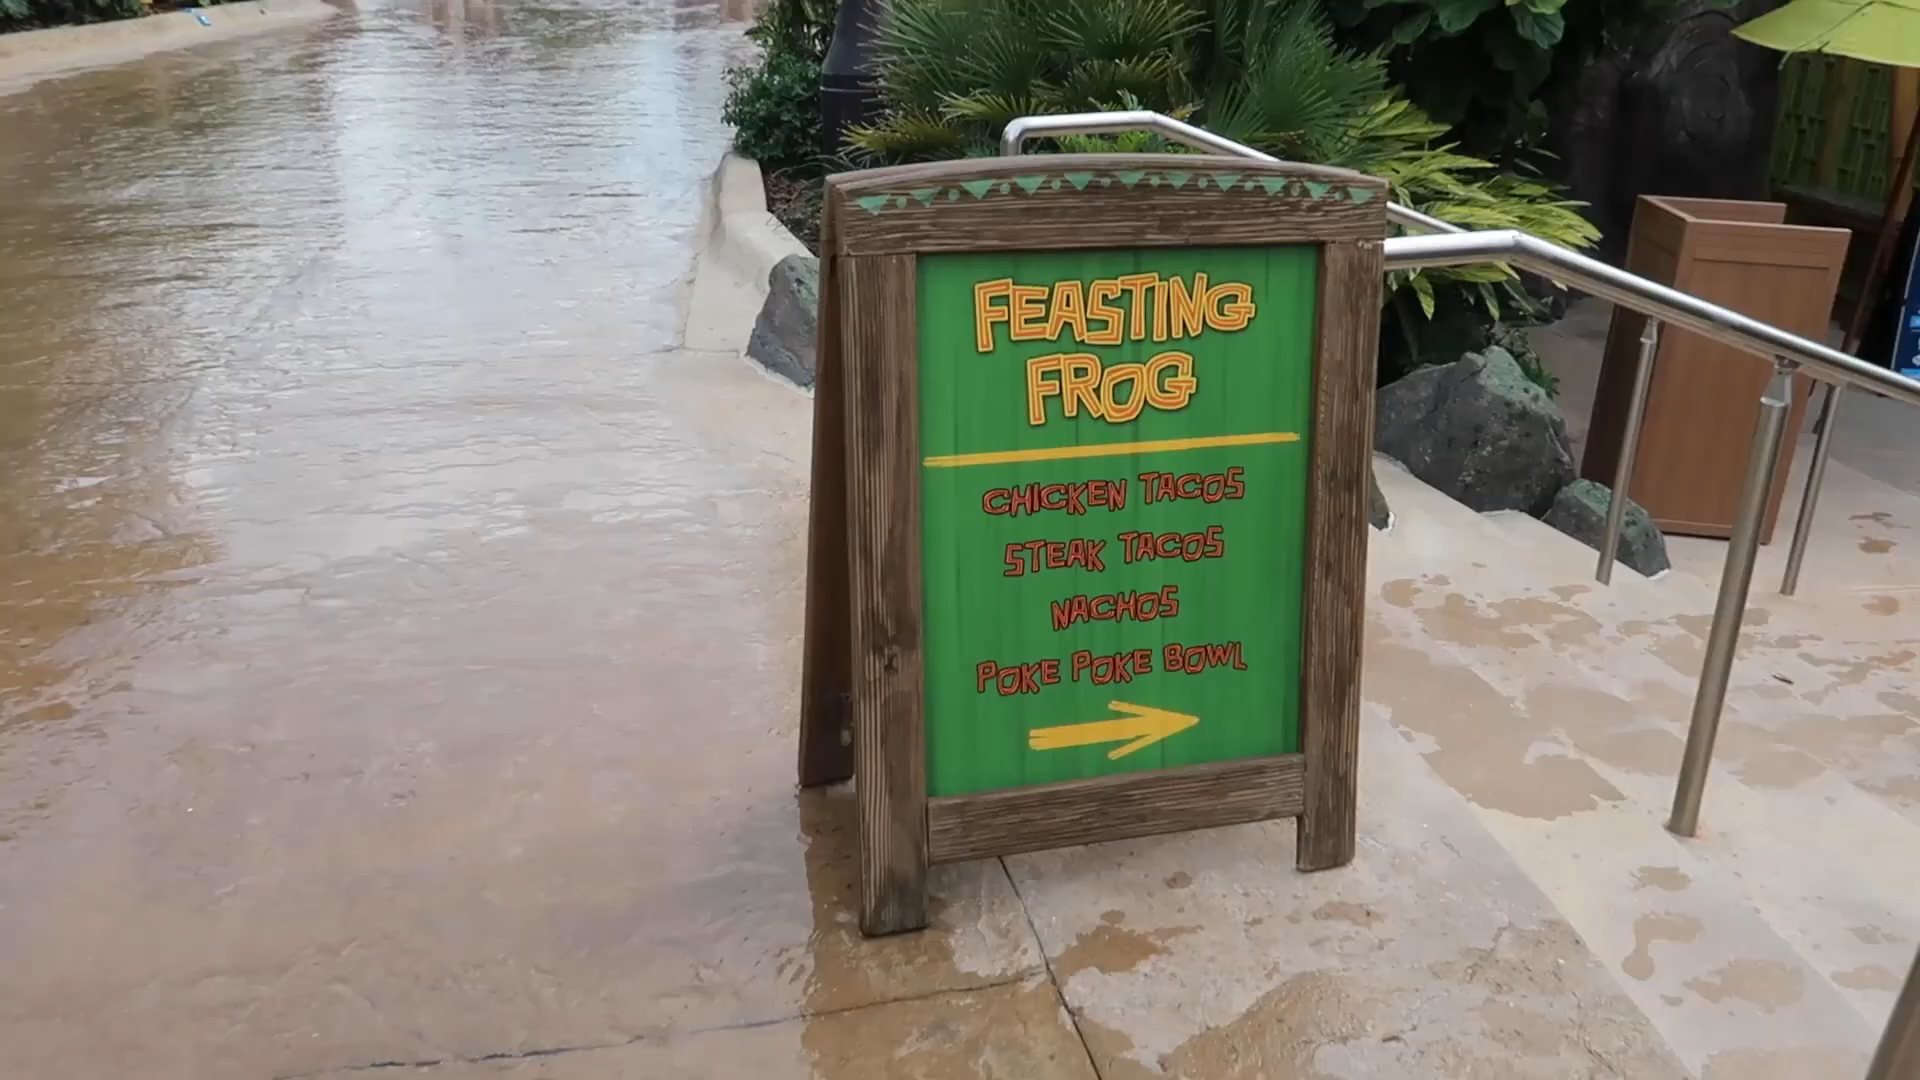 FEASTING
FROG
CHICKEN TACOS
STEAK TACOS
NACHOS
POKE POKE BOWL